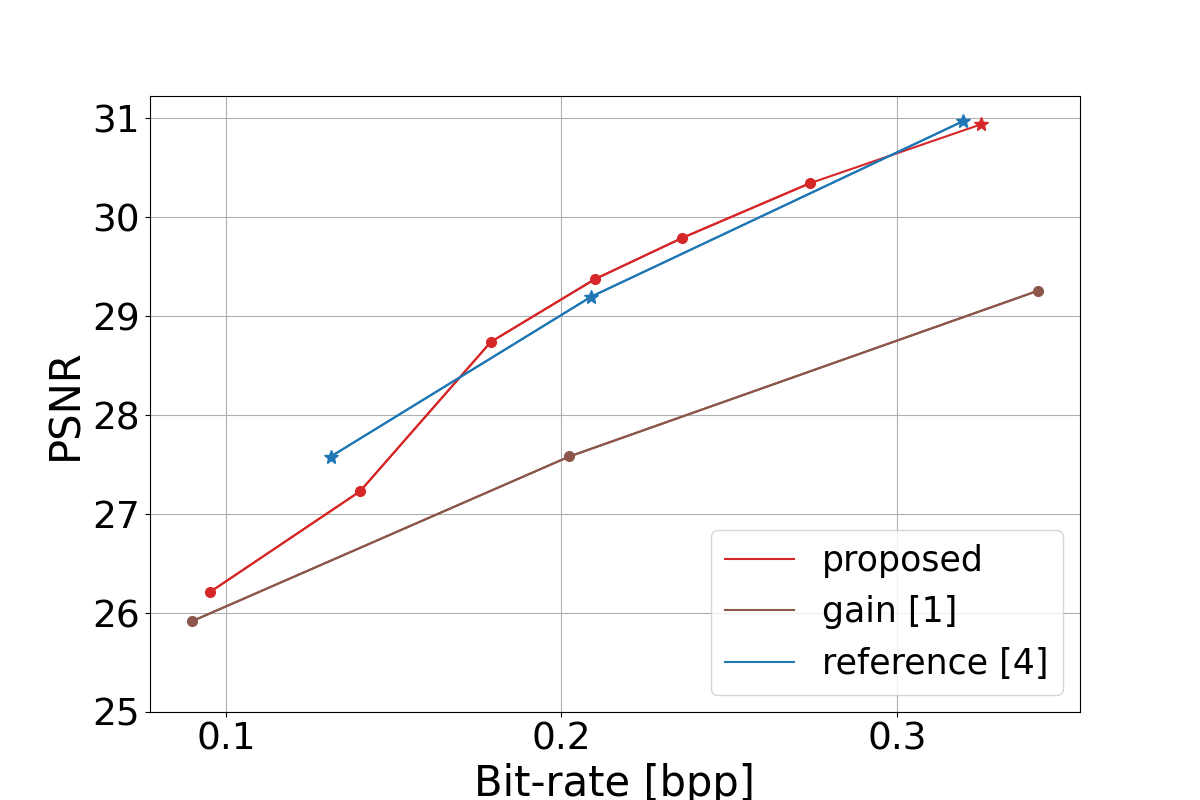 31
30
29
28
27
26
25
PSNR
0.1
0.2
0.3
Bit-rate [bpp]
proposed
gain [1]
reference [4]